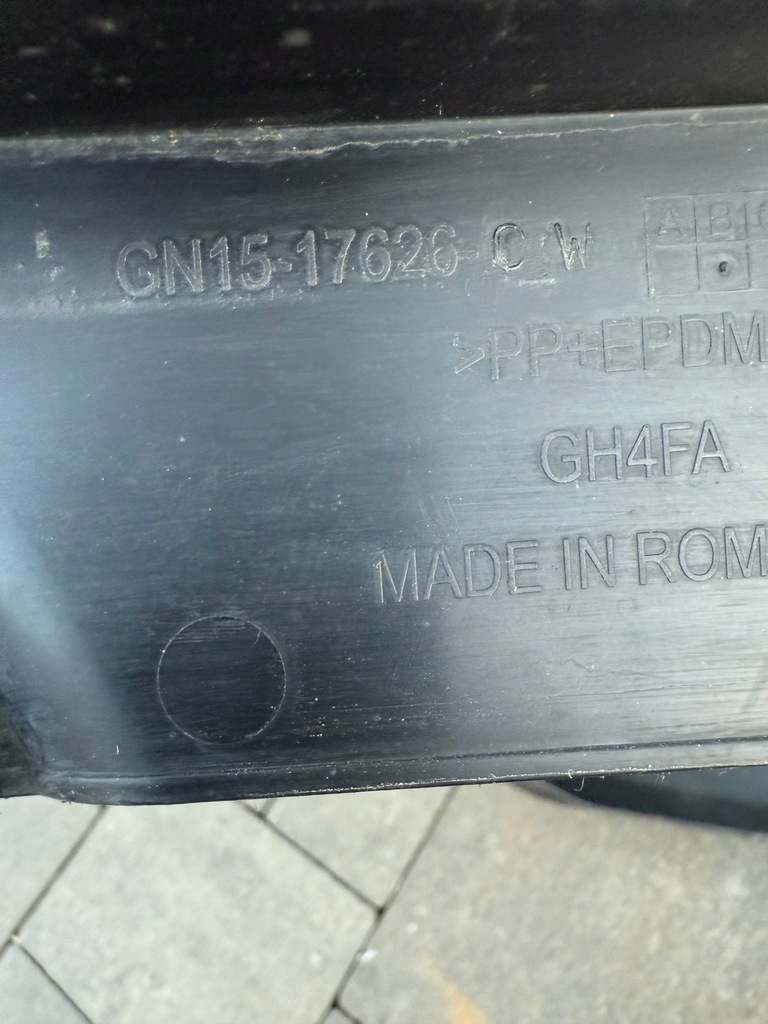 GN15-17626-C W
A B C
>PP+EPDM
GH4FA
MADE IN ROM